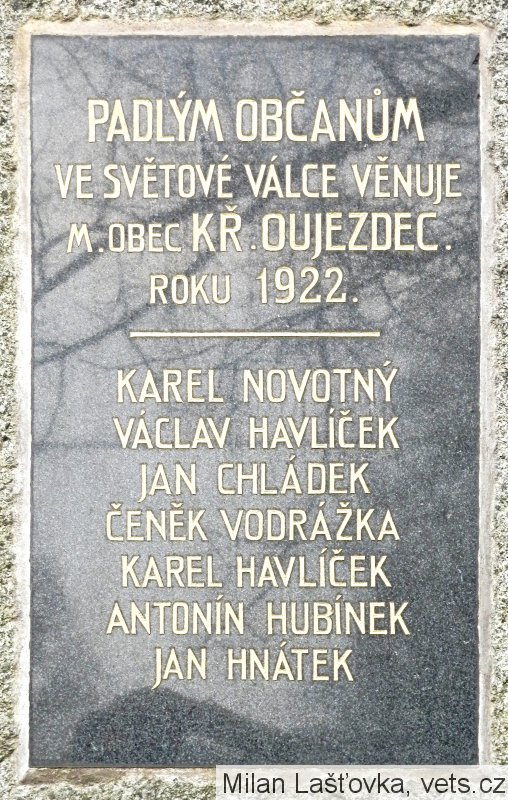 PADLÝM OBČANŮM
VE SVĚTOVÉ VÁLCE VĚNUJE
M. OBEC KŘ. OUJEZDEC.
ROKU 1922.
KAREL NOVOTNÝ
VÁCLAV HAVLÍČEK
JAN CHLÁDEK
ČENĚK VODRÁŽKA
KAREL HAVLÍČEK
ANTONÍN HUBÍNEK
JAN HNÁTEK
Milan Lašťovka, vets.cz